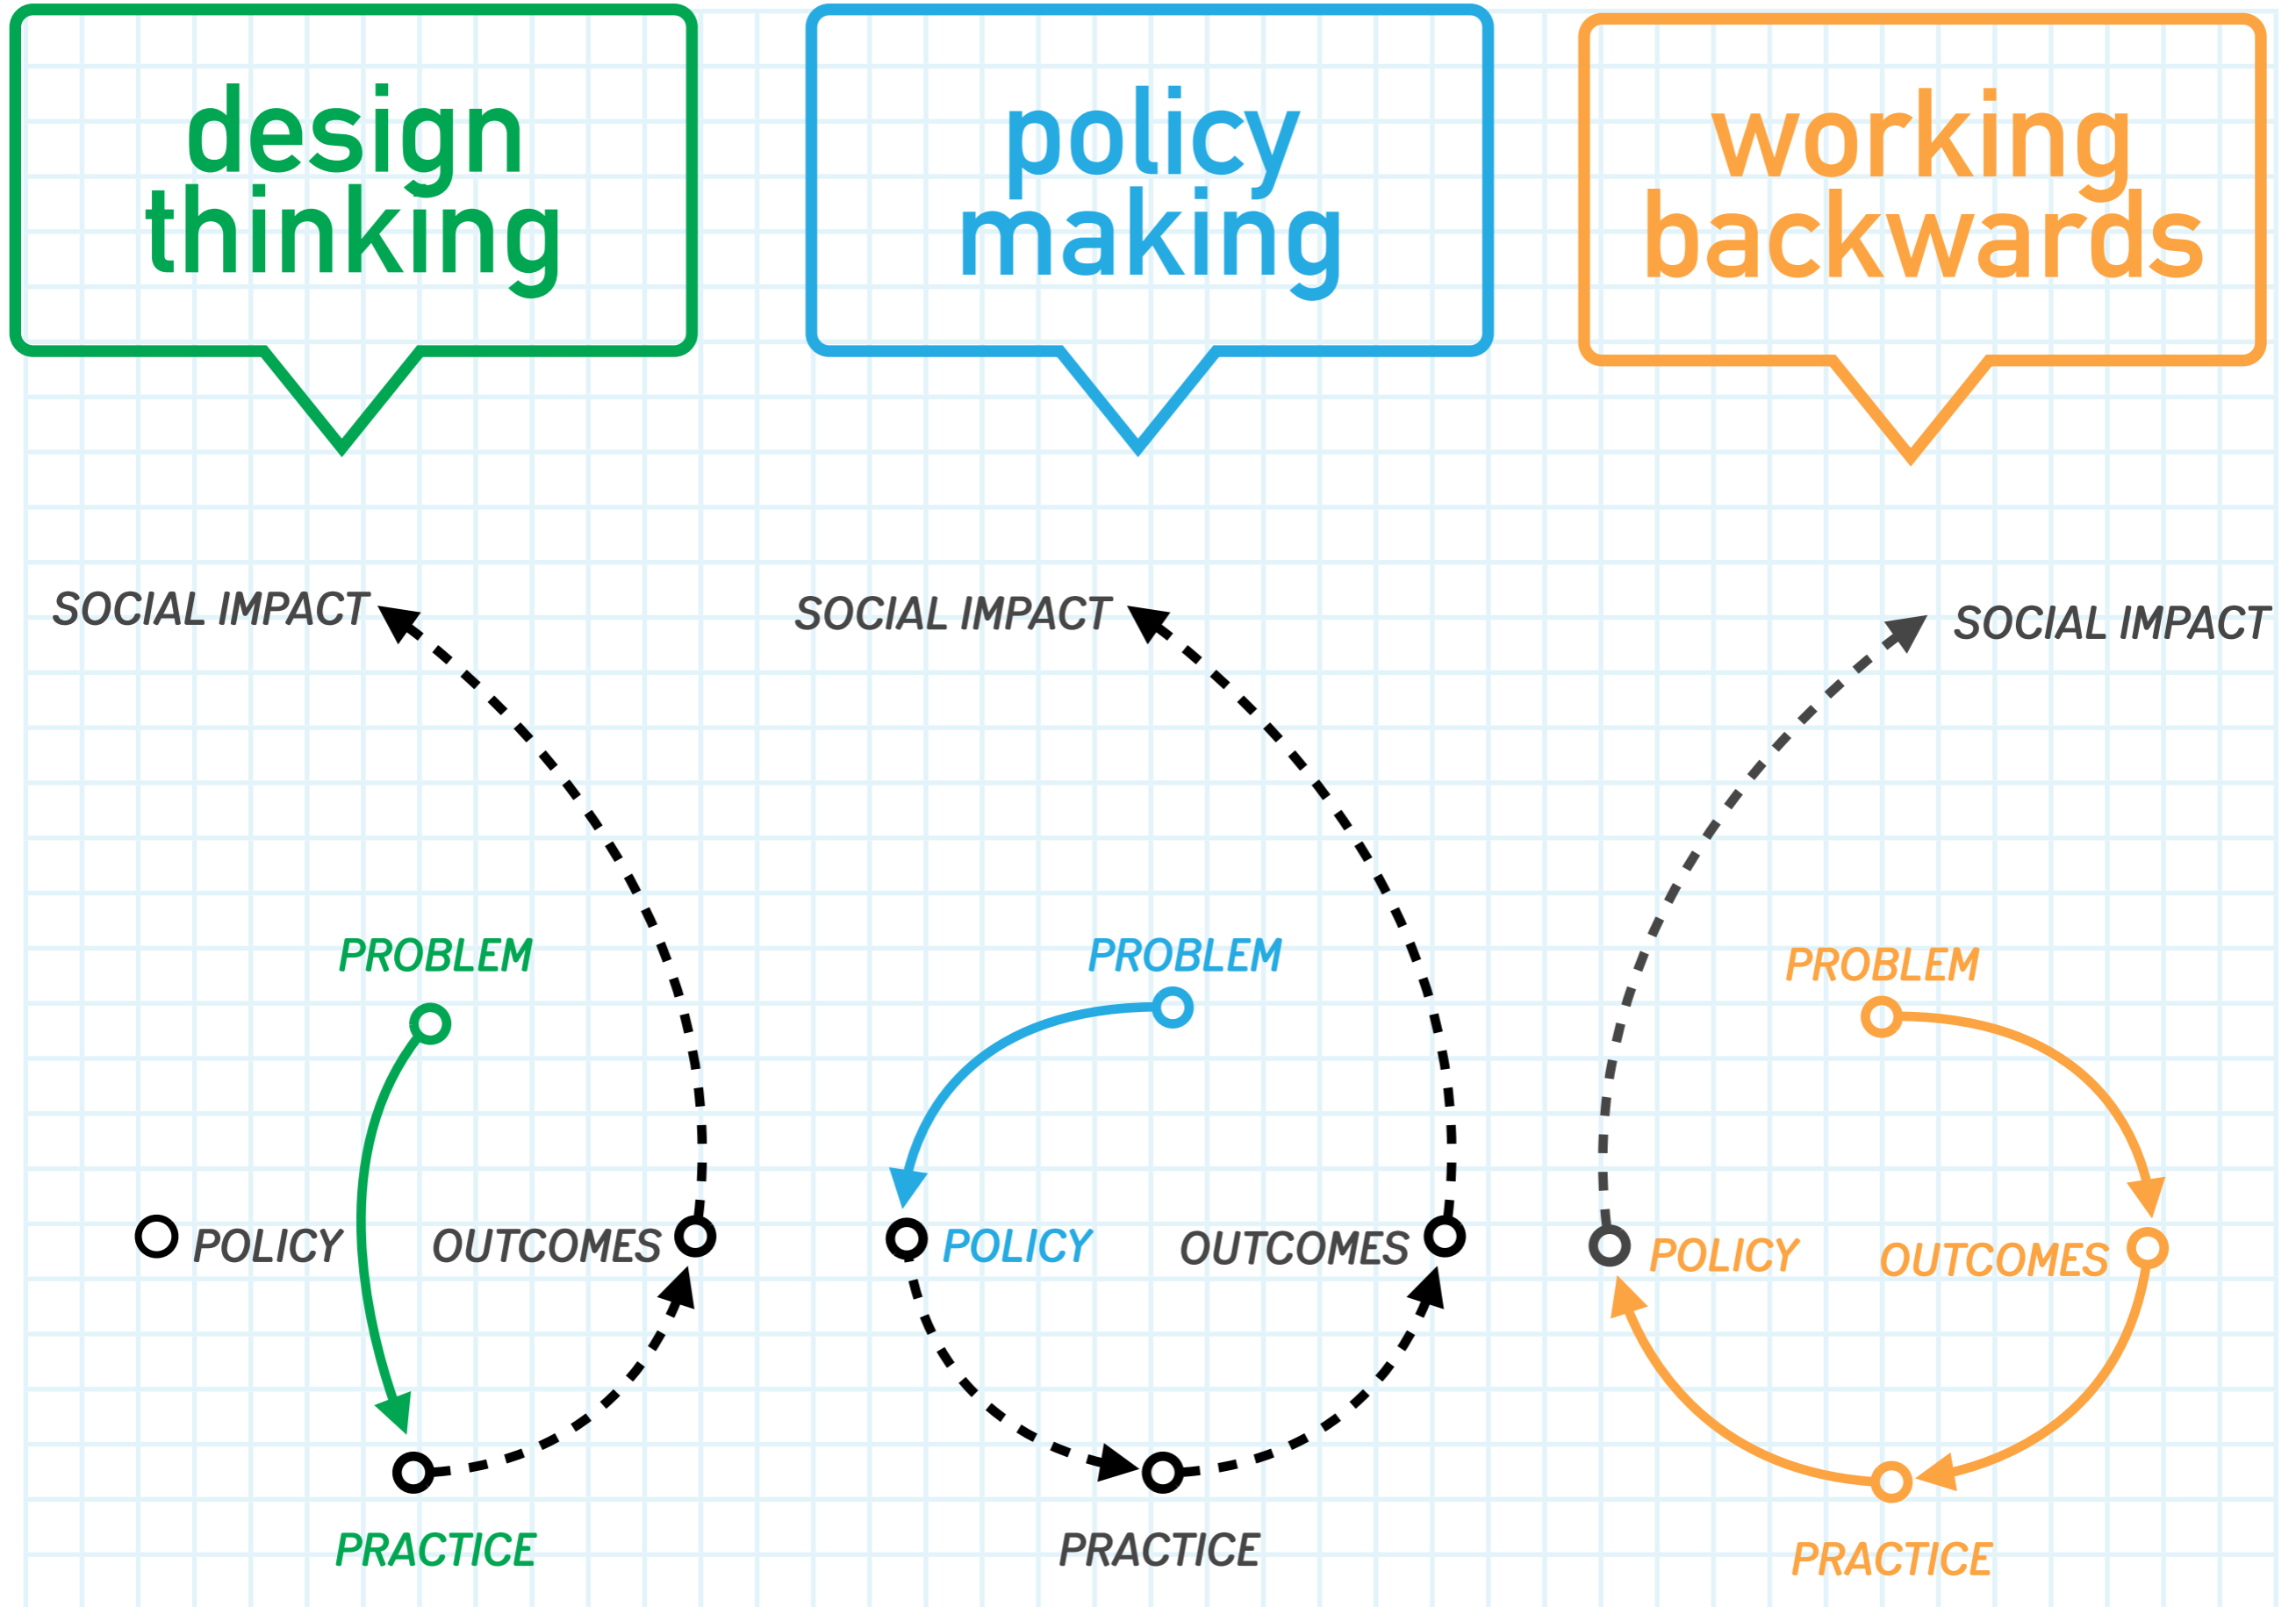 design
thinking
SOCIAL IMPACT
PROBLEM
POLICY
OUTCOMES
PRACTICE
policy
making
SOCIAL IMPACT
PROBLEM
POLICY
OUTCOMES
PRACTICE
working
backwards
SOCIAL IMPACT
PROBLEM
POLICY
OUTCOMES
PRACTICE